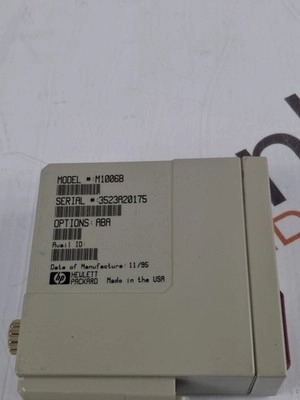 MODEL #:M1006B
SERIAL #:3523A20175
OPTIONS:ABA
Avail ID:
Date of Manufacture: 11/95
hp HEWLETT
PACKARD Made in the USA